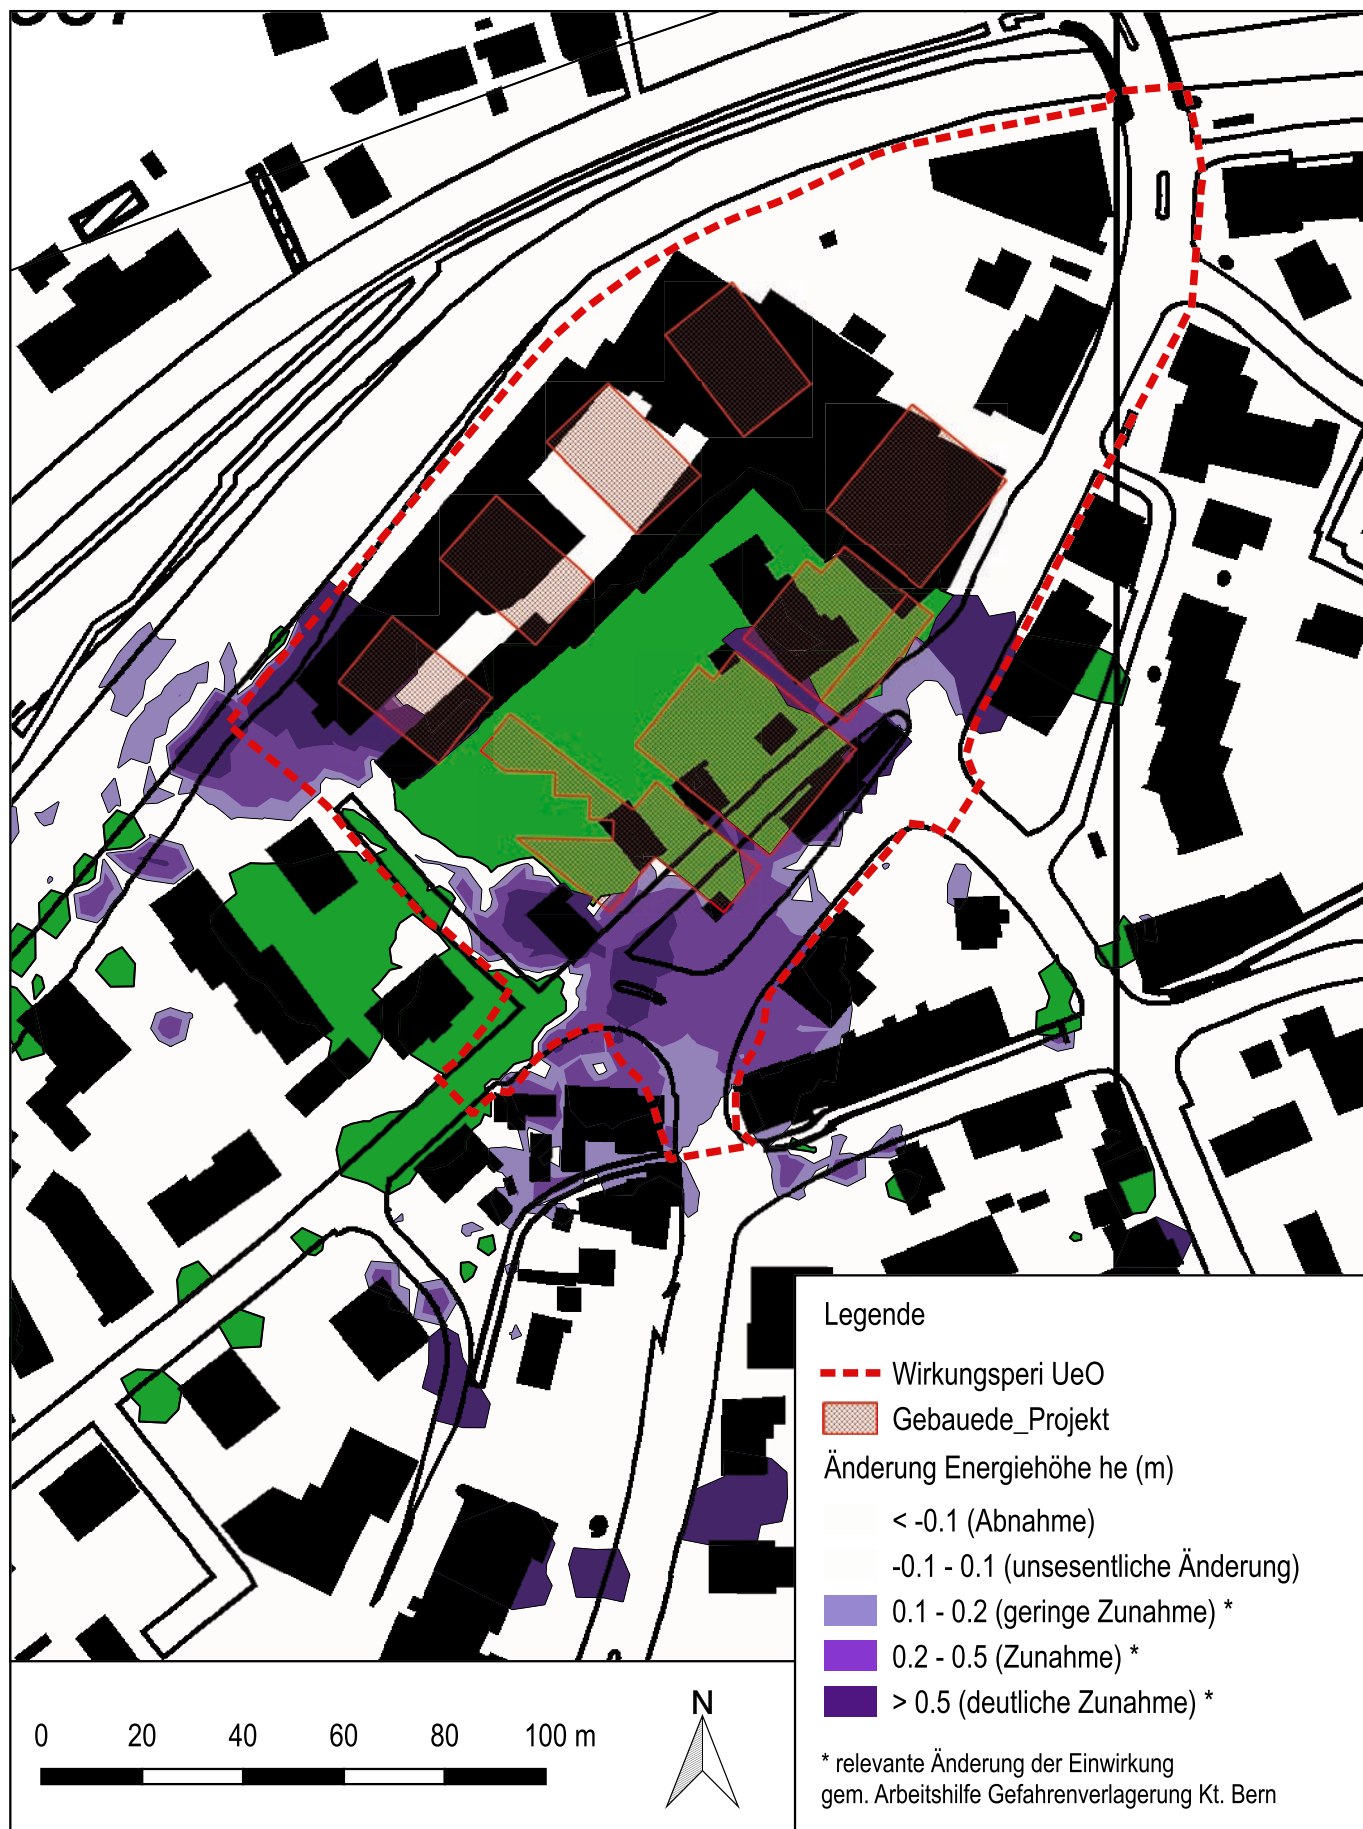 Legende
Wirkungsperi UeO
Gebauede_Projekt
Änderung Energiehöhe he (m)
< -0.1 (Abnahme)
-0.1 - 0.1 (unsesentliche Änderung)
0.1 - 0.2 (geringe Zunahme) *
0.2 - 0.5 (Zunahme) *
> 0.5 (deutliche Zunahme) *
* relevante Änderung der Einwirkung
gem. Arbeitshilfe Gefahrenverlagerung Kt. Bern
N
0 20 40 60 80 100 m